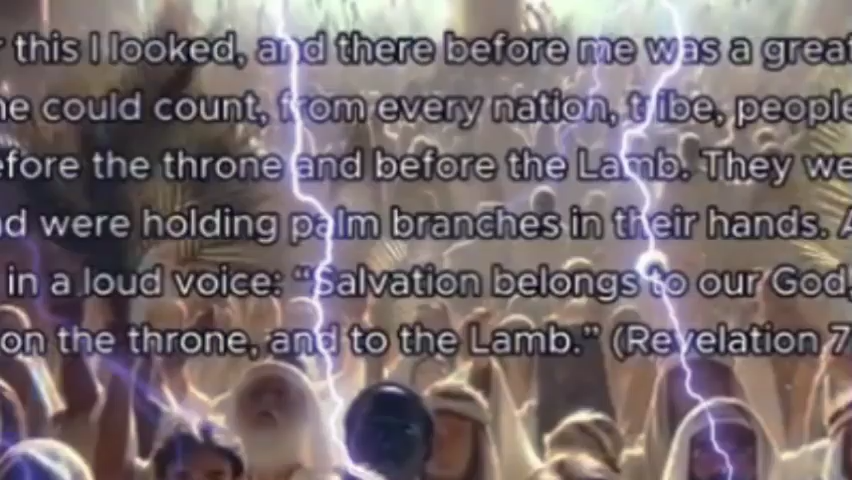 this I looked, and there before me was a great
could count, from every nation, tribe, people
before the throne and before the Lamb. They we
were holding palm branches in their hands. A
in a loud voice: “Salvation belongs to our God,
on the throne, and to the Lamb.” (Revelation 7